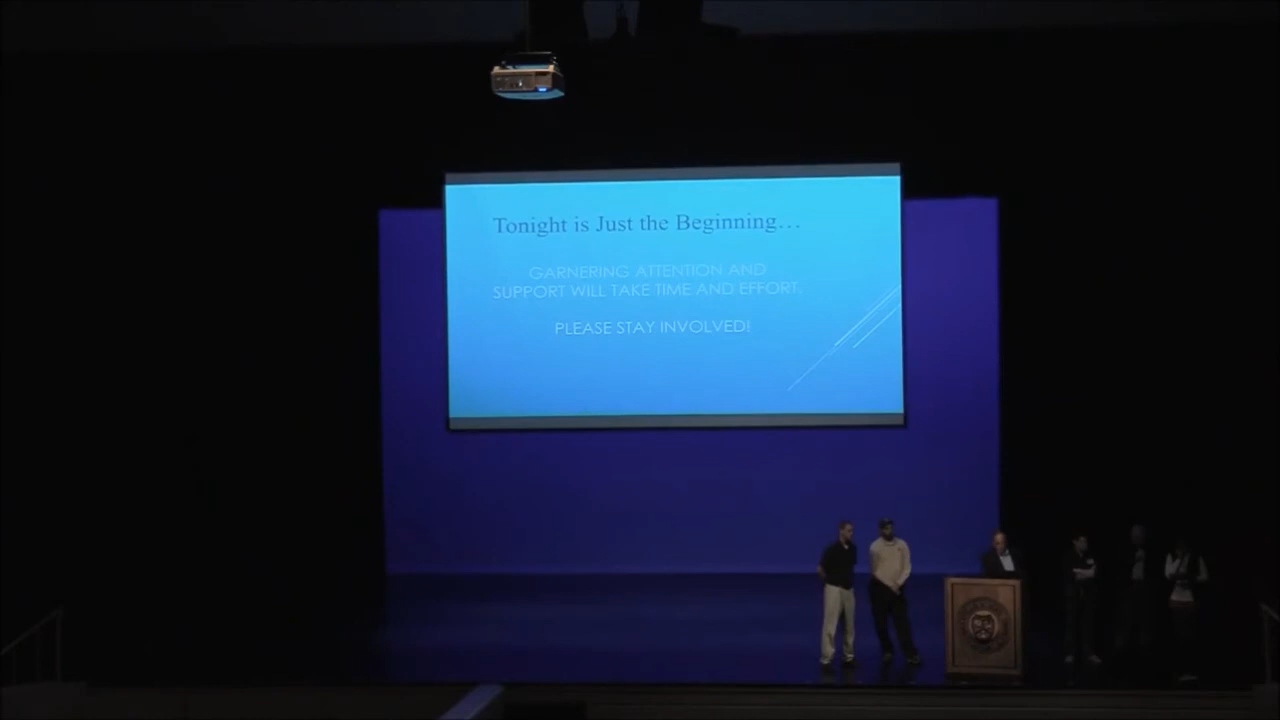 Tonight is Just the Beginning...
GARNERING ATTENTION AND
SUPPORT WILL TAKE TIME AND EFFORT.
PLEASE STAY INVOLVED!